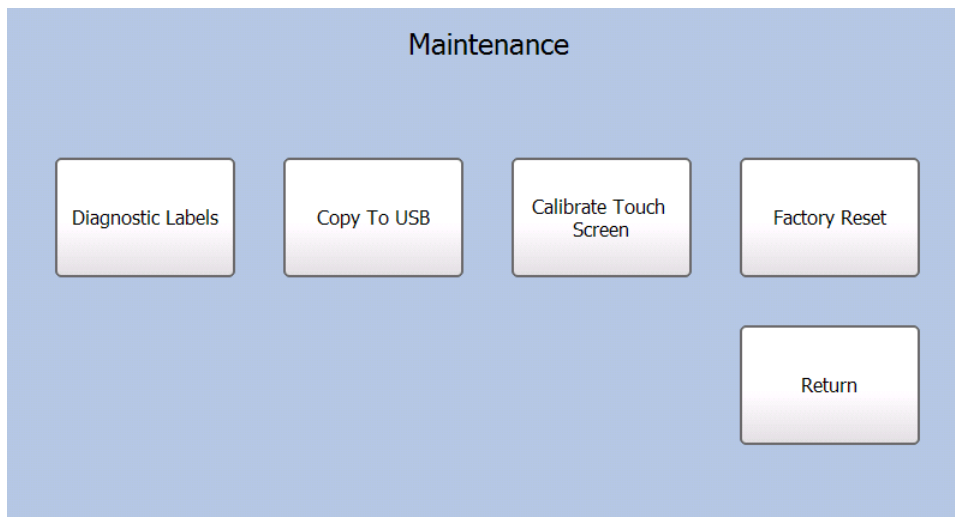 Maintenance
Diagnostic Labels
Copy To USB
Calibrate Touch
Screen
Factory Reset
Return